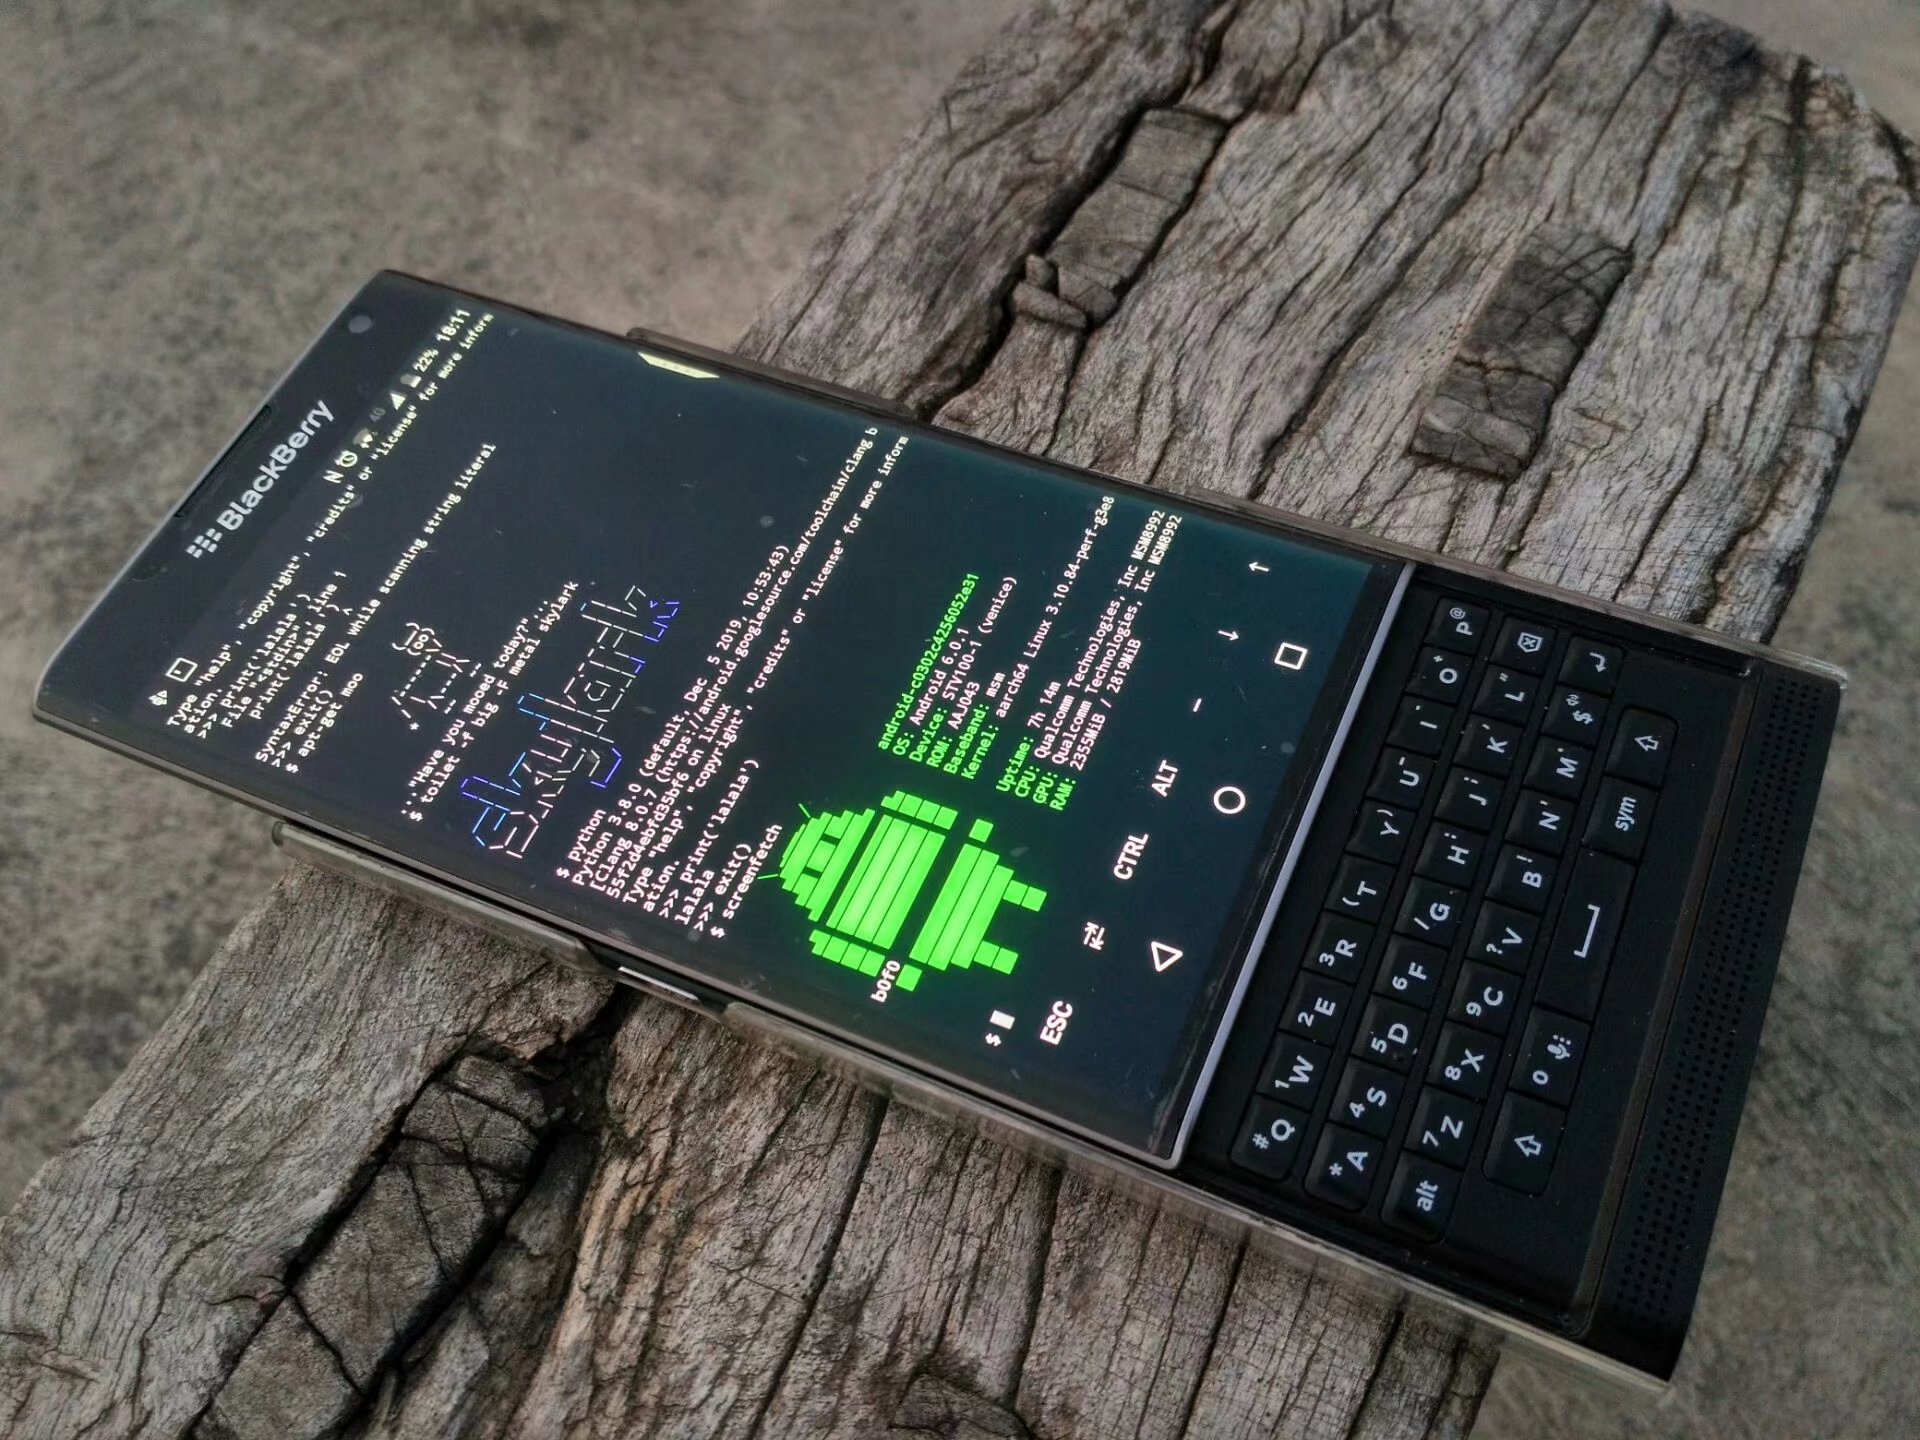 BlackBerry
N 4G 22% 18:11
Type "help", "copyright", "credits" or "license" for more inform
ation.
>>> print('lalala')
File "<stdin>", line 1
print('lalala')
^
SyntaxError: EOL while scanning string literal
>>> exit()
$ apt-get moo
..."Have you mooed today?"...
$ toilet -f big -F metal skylark
skylark
$ python
Python 3.8.0 (default, Dec 5 2019, 10:53:43)
[Clang 8.0.7 (https://android.googlesource.com/toolchain/clang b
55f2d4ebfd35bf6 on linux
Type "help", "copyright", "credits" or "license" for more inform
ation.
>>> print('lalala')
lalala
>>> exit()
$ screenfetch
android-c0302c4256052e31
OS: Android 6.0.1
Device: STV100-1 (venice)
ROM: AAJ043
Baseband: msm
Kernel: aarch64 Linux 3.10.84-perf-g3e8
b0f0
Uptime: 7h 14m
CPU: Qualcomm Technologies, Inc MSM8992
GPU: Qualcomm Technologies, Inc MSM8992
RAM: 2355MiB / 2819MiB
$
ESC CTRL ALT - ↓ ↑
# Q 1 W 2 E 3 R ( T ) Y - U ' I + O @ P
* A 4 S 5 D 6 F / G : H ; J ' K " L
alt 7 Z 8 X 9 C ? V ! B , N . M $
0 sym